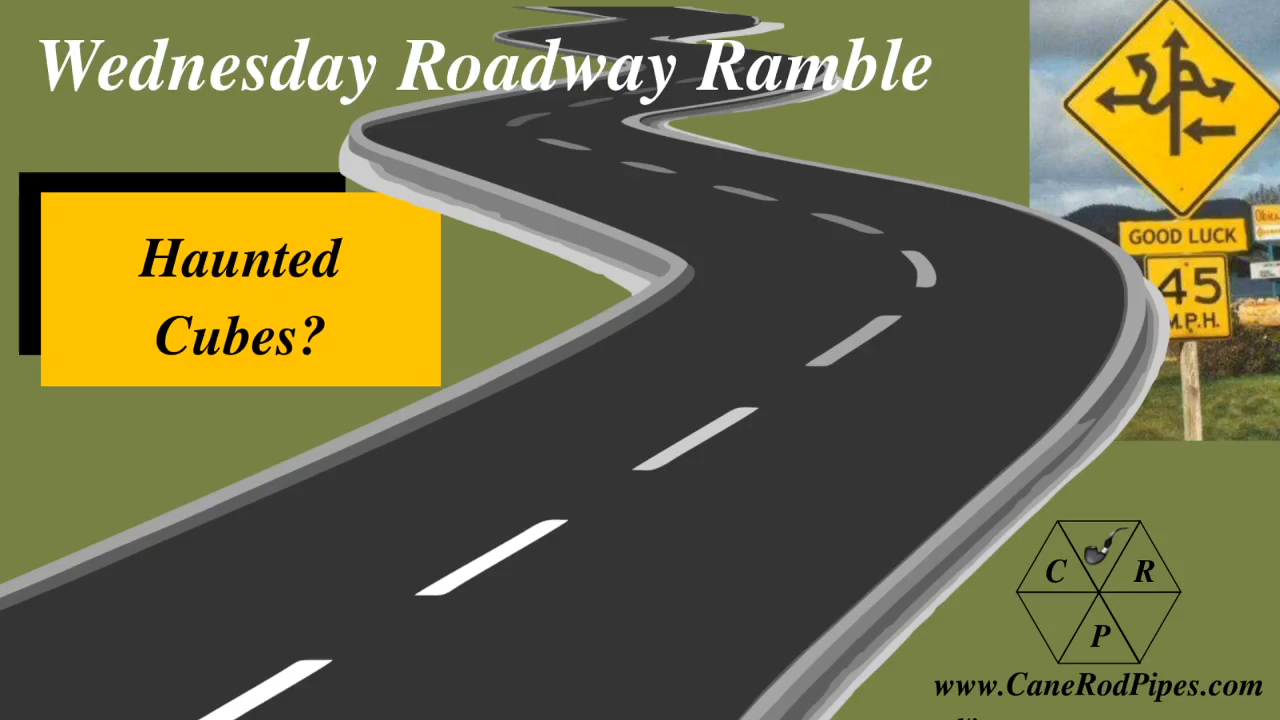 Wednesday Roadway Ramble
Haunted
Cubes?
GOOD LUCK
45
M.P.H.
C
R
P
www.CaneRodPipes.com